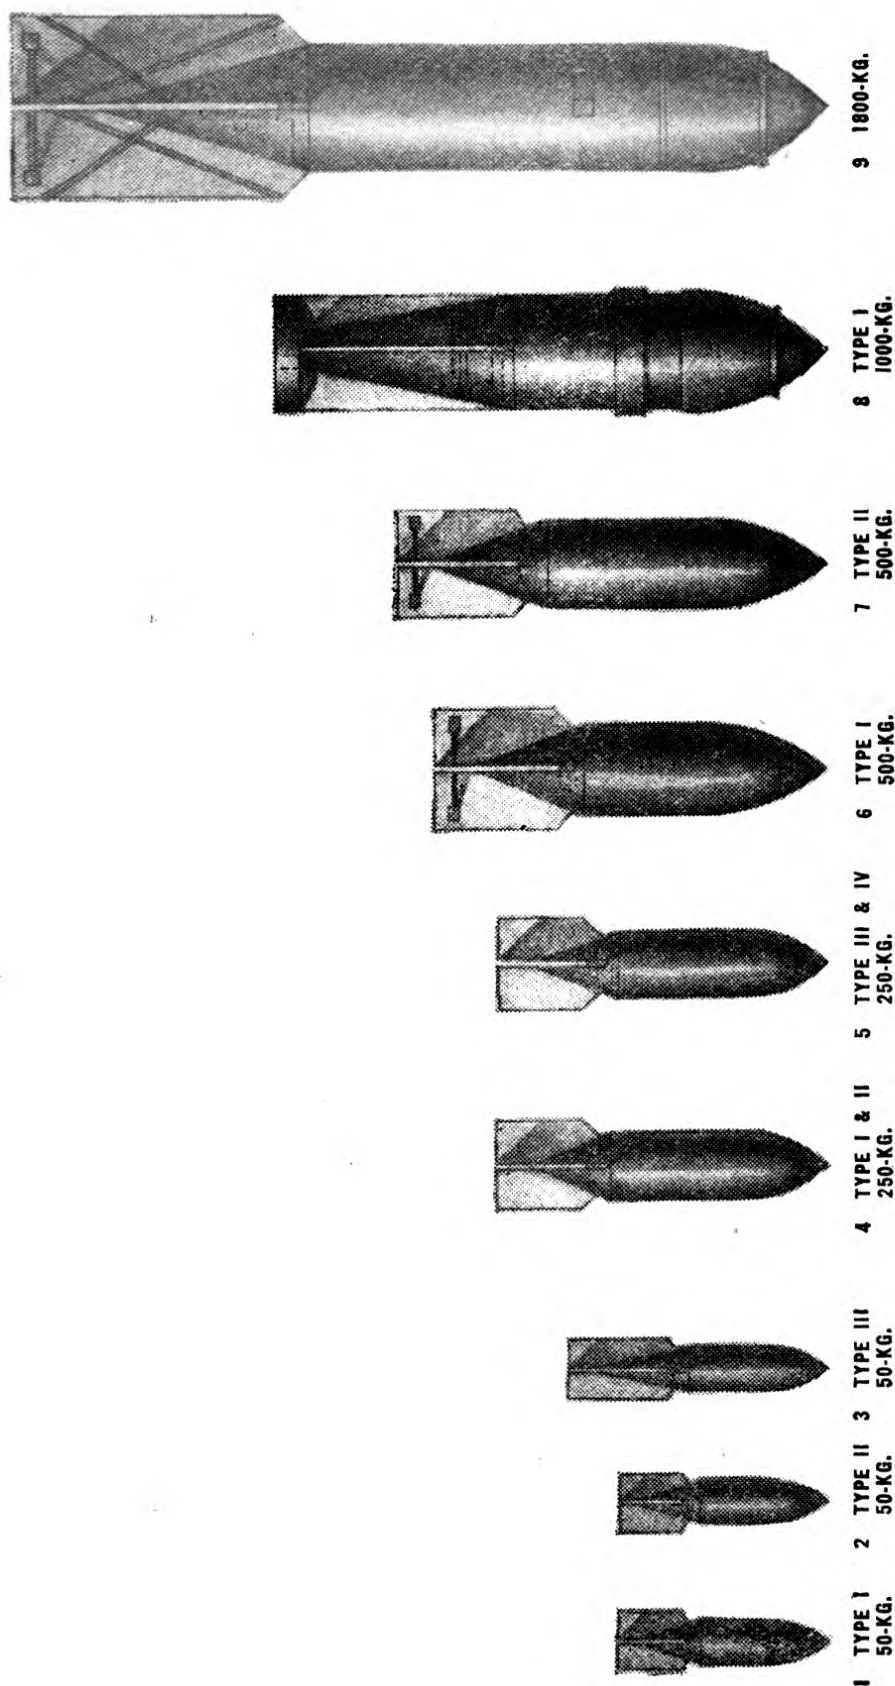 1 TYPE I
50-KG.
2 TYPE II
50-KG.
3 TYPE III
50-KG.
4 TYPE I & II
250-KG.
5 TYPE III & IV
250-KG.
6 TYPE I
500-KG.
7 TYPE II
500-KG.
8 TYPE I
1000-KG.
9 1800-KG.